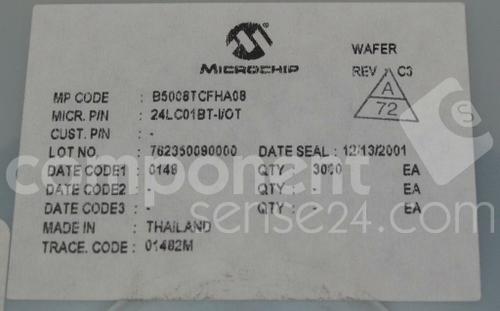 MICROCHIP
WAFER
REV : C3
A
72
MP CODE : B5008TCFHA08
MICR. P/N : 24LC01BT-I/OT
CUST. P/N : -
LOT NO. : 762350090000 DATE SEAL : 12/13/2001
DATE CODE1 : 0148 QTY : 3000 EA
DATE CODE2 : - QTY : - EA
DATE CODE3 : - QTY : - EA
MADE IN : THAILAND
TRACE. CODE : 01482M
component
sense24.com